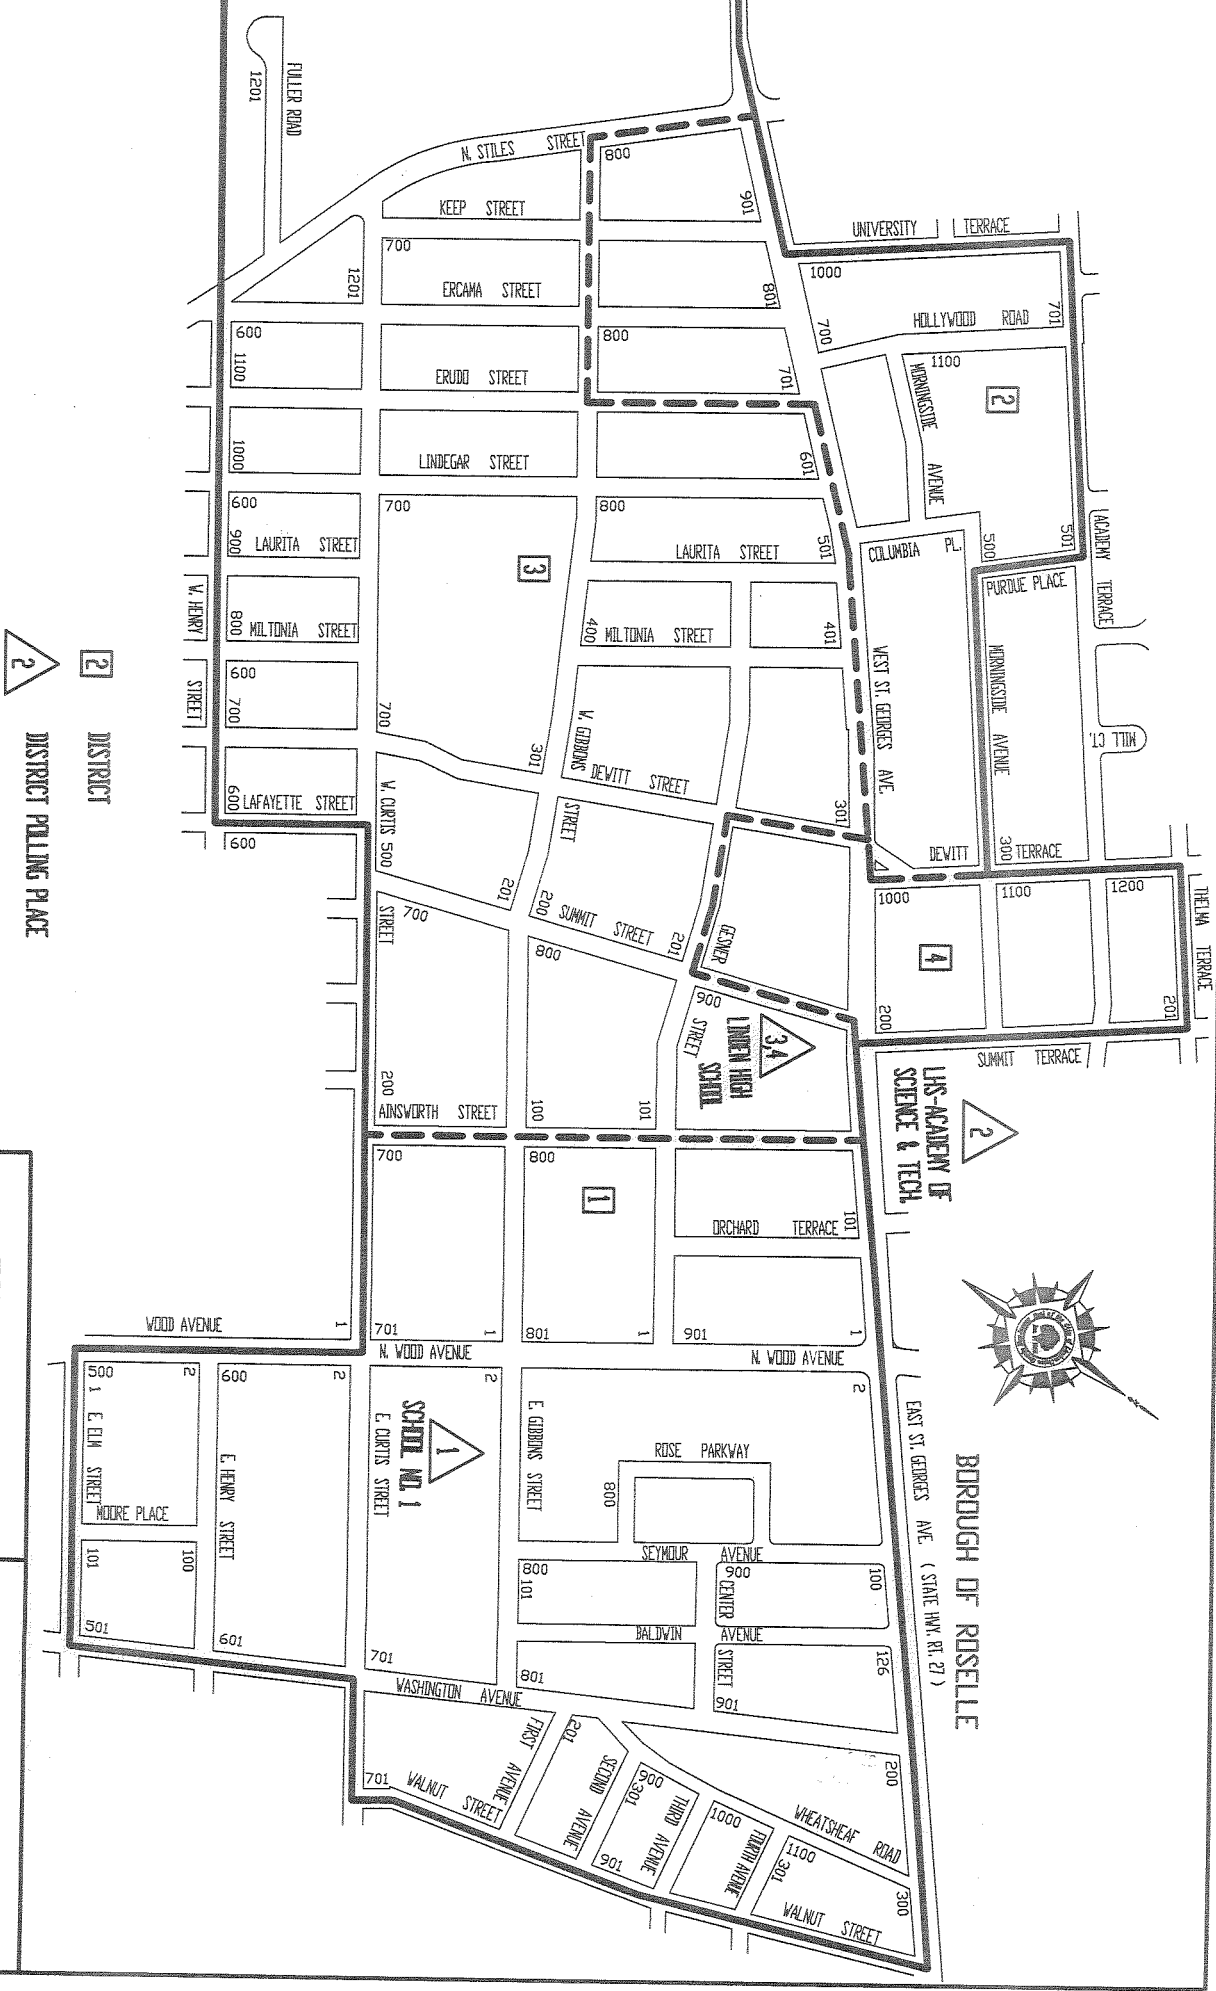 FULLER ROAD
1201
N. STILES STREET
KEEP STREET
700
ERCAMA STREET
1201
600
1100
ERUDO STREET
1000
LINDEGAR STREET
600
900
LAURITA STREET
700
W. HENRY STREET
800
MILTONIA STREET
600
700
600
LAFAYETTE STREET
600
800
901
801
800
701
601
800
501
LAURITA STREET
3
400
MILTONIA STREET
401
W. GIBBONS STREET
301
700
DEWITT STREET
301
W. CURTIS STREET
500
201
200
SUMMIT STREET
201
GESNER STREET
700
800
900
3,4
LINDEN HIGH SCHOOL
200
AINSWORTH STREET
100
101
UNIVERSITY TERRACE
1000
700
HOLLYWOOD ROAD
701
1100
MORNINGSIDE AVENUE
2
COLUMBIA PL.
500
501
ACADEMY TERRACE
PURDUE PLACE
MORNINGSIDE AVENUE
WEST ST. GEORGES AVE.
MILL CT.
DEWITT TERRACE
300
1000
1100
1200
THELMA TERRACE
4
200
201
SUMMIT TERRACE
2
LHS-ACADEMY OF
SCIENCE & TECH.
700
800
1
ORCHARD TERRACE
101
WOOD AVENUE
1
701
1
801
1
901
1
N. WOOD AVENUE
N. WOOD AVENUE
500
2
600
2
2
2
1
E. ELM STREET
MOORE PLACE
101
100
501
E. HENRY STREET
601
1
SCHOOL NO. 1
E. CURTIS STREET
701
E. GIBBONS STREET
ROSE PARKWAY
800
SEYMOUR AVENUE
800
101
900
100
CENTER STREET
BALDWIN AVENUE
801
901
126
WASHINGTON AVENUE
EAST ST. GEORGES AVE. ( STATE HWY. RT. 27 )
BOROUGH OF ROSELLE
701
WALNUT STREET
FIRST AVENUE
201
SECOND AVENUE
900
301
901
THIRD AVENUE
1000
FOURTH AVENUE
1100
301
WHEATSHEAF ROAD
200
300
WALNUT STREET
2 DISTRICT
2 DISTRICT POLLING PLACE